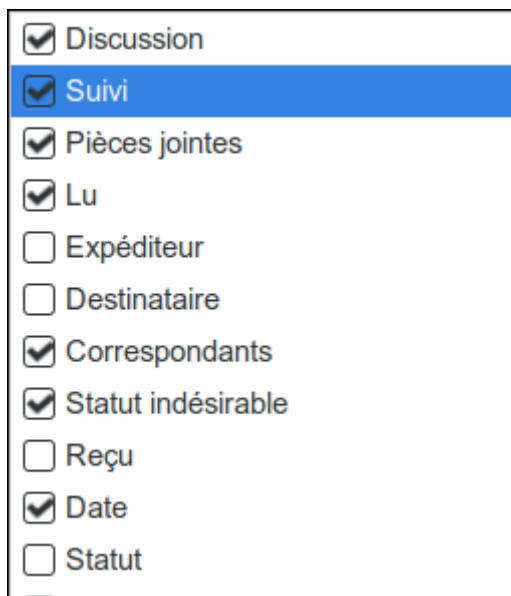 Discussion
Suivi
Pièces jointes
Lu
Expéditeur
Destinataire
Correspondants
Statut indésirable
Reçu
Date
Statut